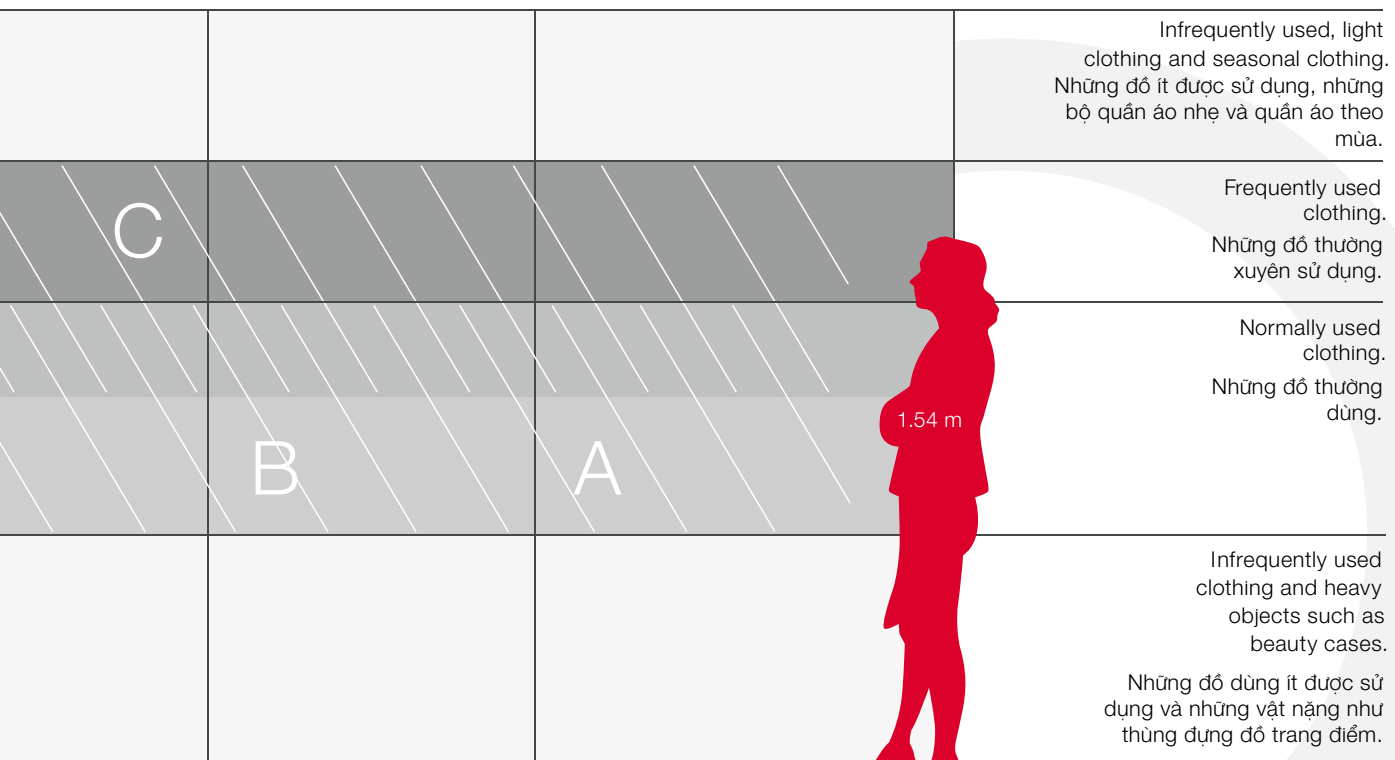 Infrequently used, light
clothing and seasonal clothing.
Những đồ ít được sử dụng, những
bộ quần áo nhẹ và quần áo theo
mùa.
C
Frequently used
clothing.
Những đồ thường
xuyên sử dụng.
Normally used
clothing.
Những đồ thường
dùng.
1.54 m
B
A
Infrequently used
clothing and heavy
objects such as
beauty cases.
Những đồ dùng ít được sử
dụng và những vật nặng như
thùng đựng đồ trang điểm.